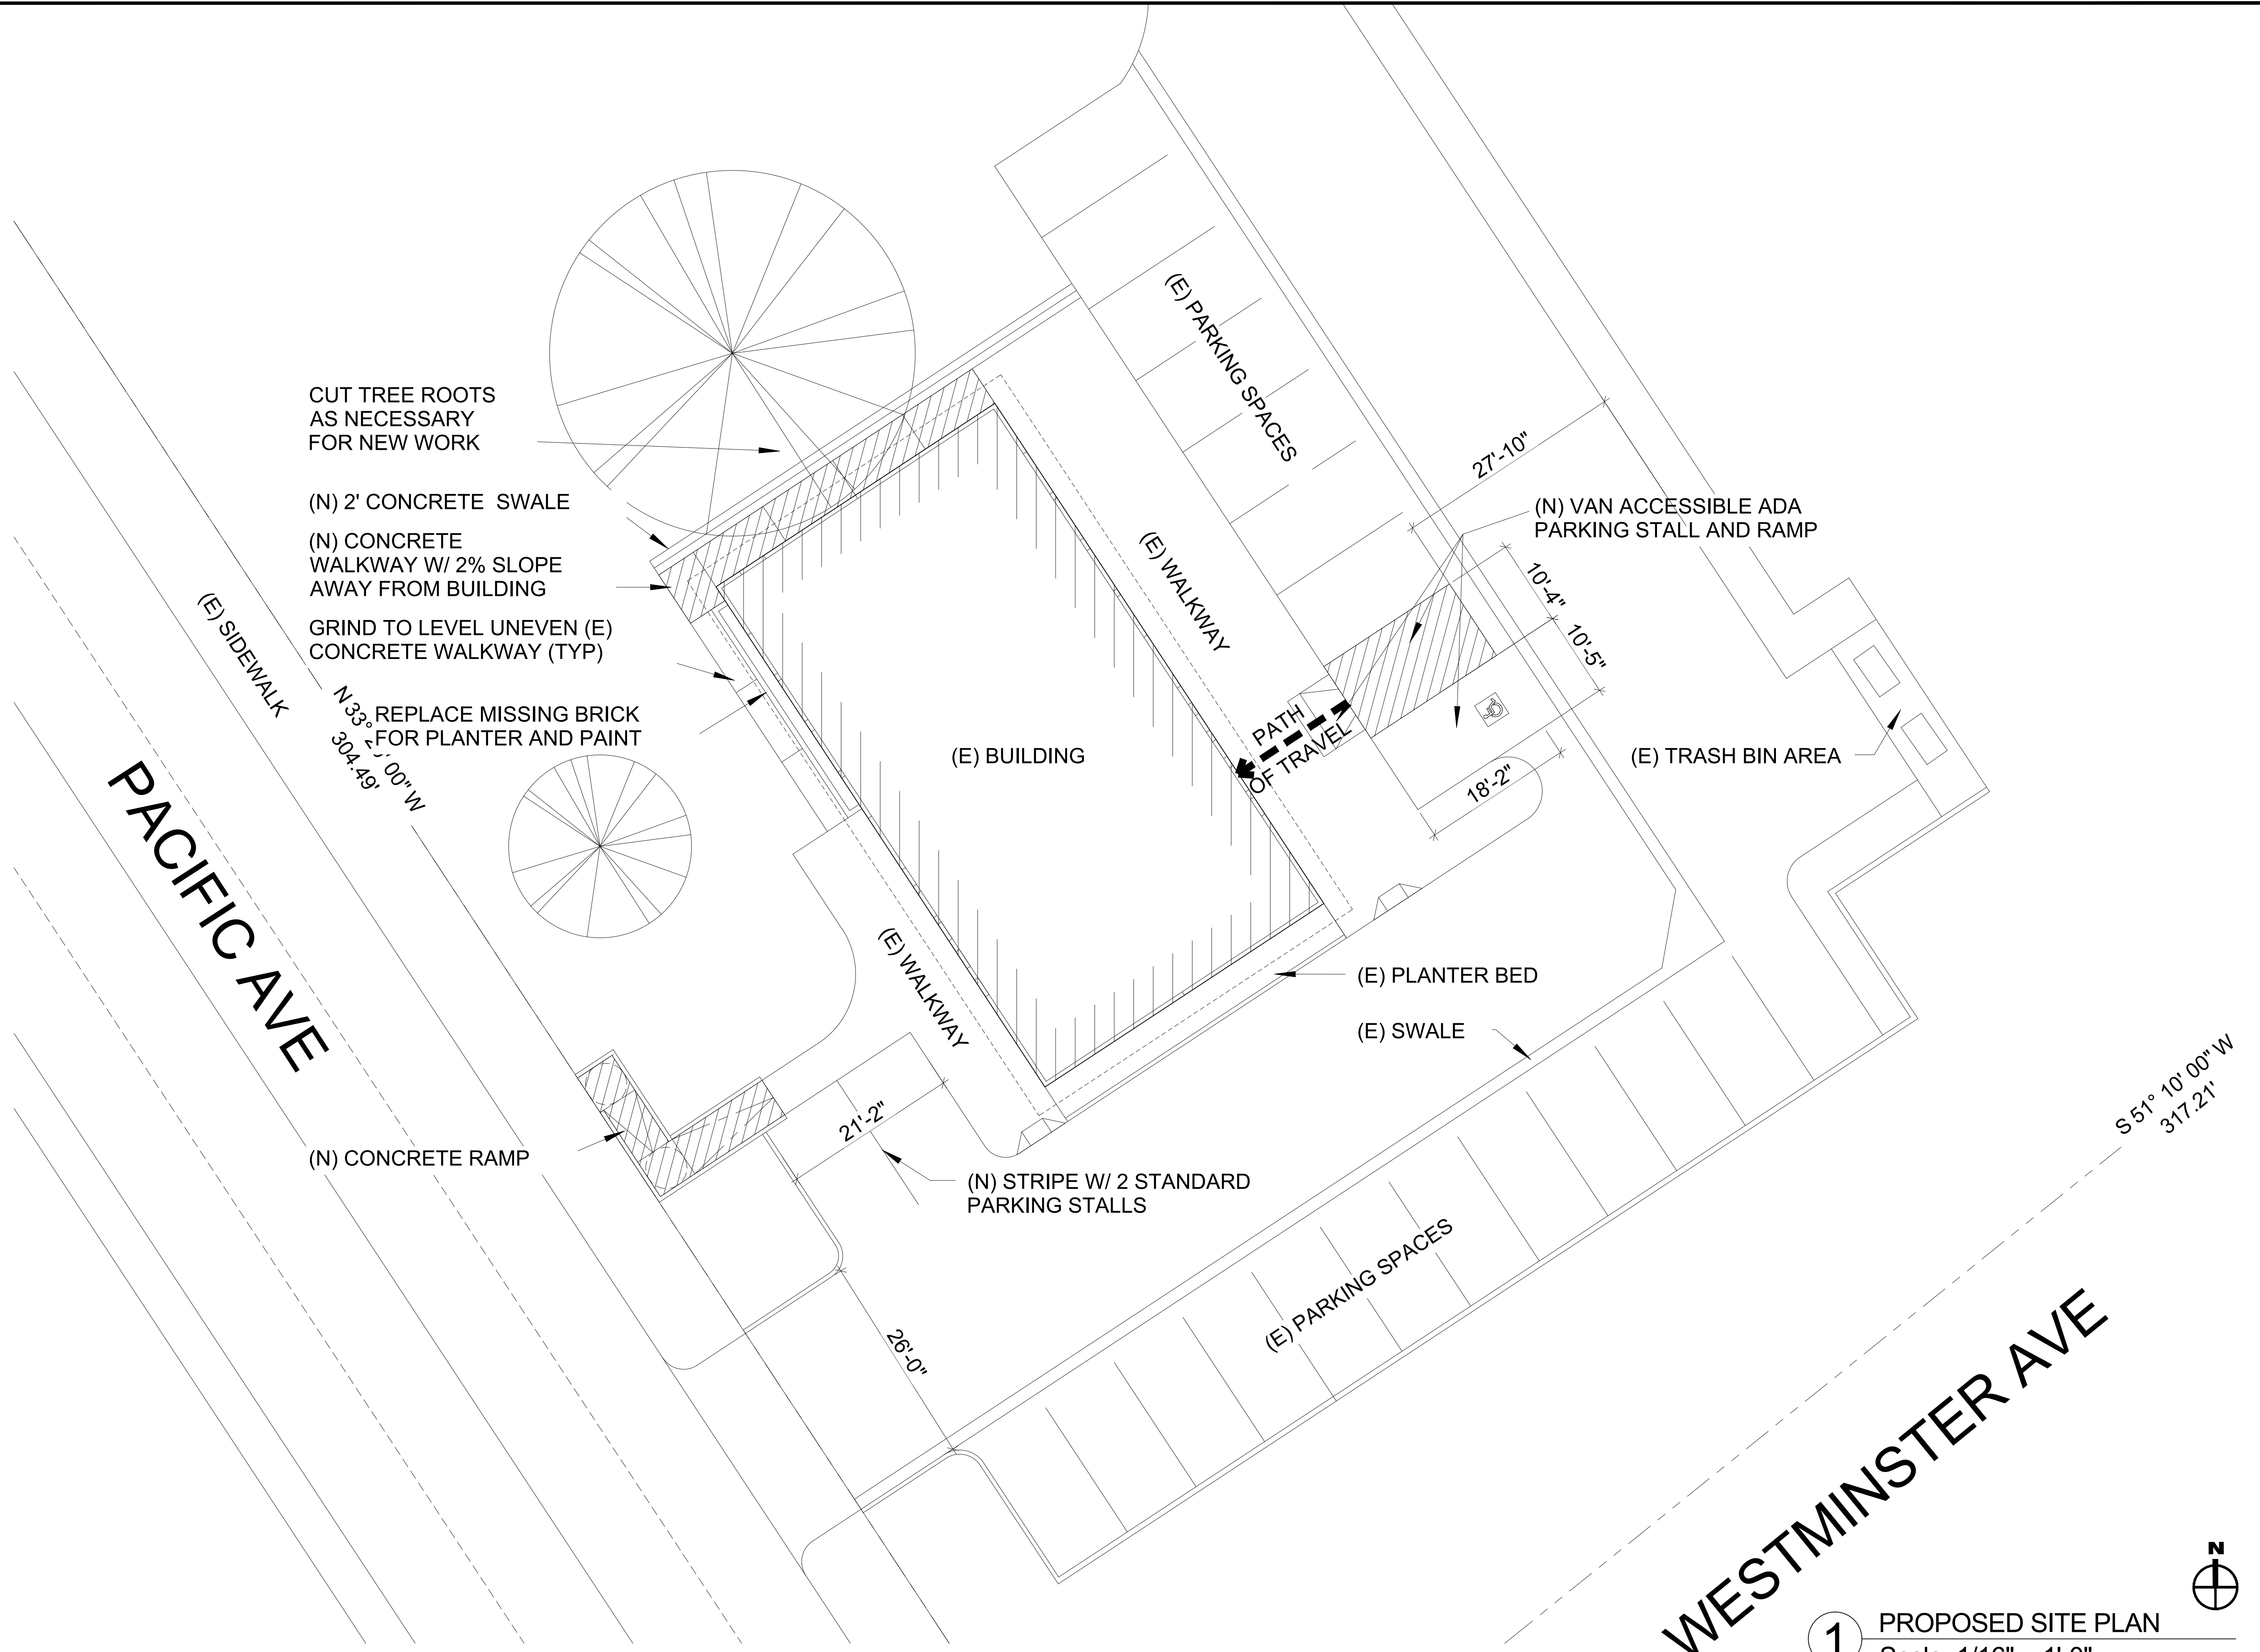 CUT TREE ROOTS
AS NECESSARY
FOR NEW WORK
(N) 2' CONCRETE SWALE
(N) CONCRETE
WALKWAY W/ 2% SLOPE
AWAY FROM BUILDING
GRIND TO LEVEL UNEVEN (E)
CONCRETE WALKWAY (TYP)
REPLACE MISSING BRICK
FOR PLANTER AND PAINT
(E) SIDEWALK
N 33° 00" W
304.49'
PACIFIC AVE
(N) CONCRETE RAMP
(E) WALKWAY
(E) BUILDING
(E) WALKWAY
(E) PARKING SPACES
27'-10"
(N) VAN ACCESSIBLE ADA
PARKING STALL AND RAMP
10'-4"
10'-5"
PATH
OF TRAVEL
18'-2"
(E) TRASH BIN AREA
(E) PLANTER BED
(E) SWALE
21'-2"
(N) STRIPE W/ 2 STANDARD
PARKING STALLS
26'-0"
(E) PARKING SPACES
S 51° 10' 00" W
317.21'
WESTMINSTER AVE
N
1
PROPOSED SITE PLAN